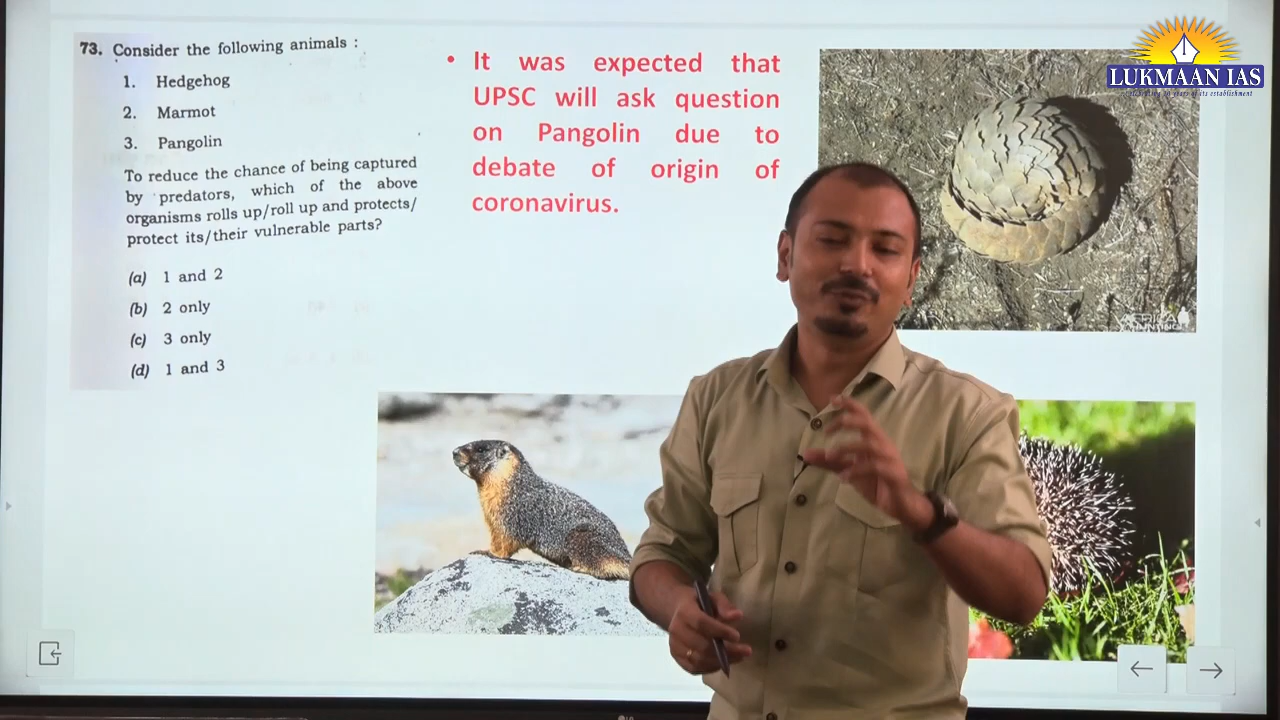 73. Consider the following animals :
1. Hedgehog
2. Marmot
3. Pangolin
To reduce the chance of being captured
by predators, which of the above
organisms rolls up/roll up and protects/
protect its/their vulnerable parts?
(a) 1 and 2
(b) 2 only
(c) 3 only
(d) 1 and 3
• It was expected that
UPSC will ask question
on Pangolin due to
debate of origin of
coronavirus.
LUKMAAN IAS
AFRICA
HUNTING
LG